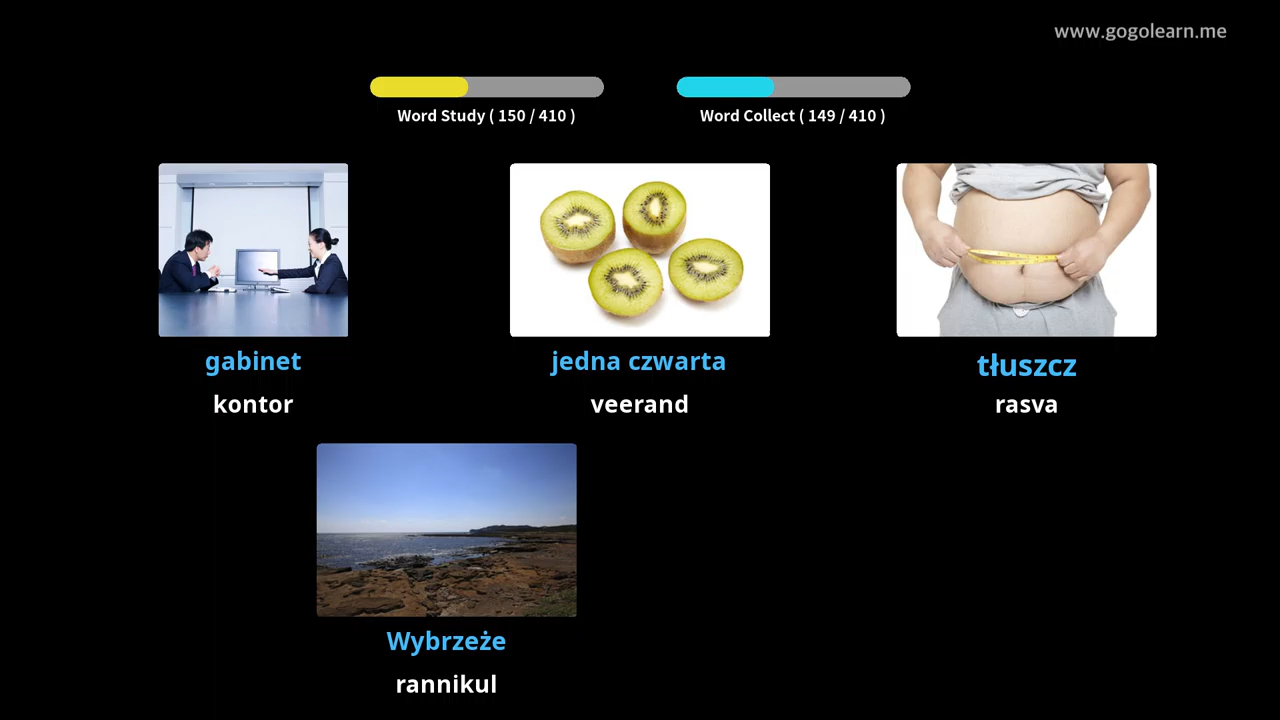 www.gogolearn.me
Word Study ( 150 / 410 )
Word Collect ( 149 / 410 )
gabinet
kontor
jedna czwarta
veerand
tłuszcz
rasva
Wybrzeże
rannikul